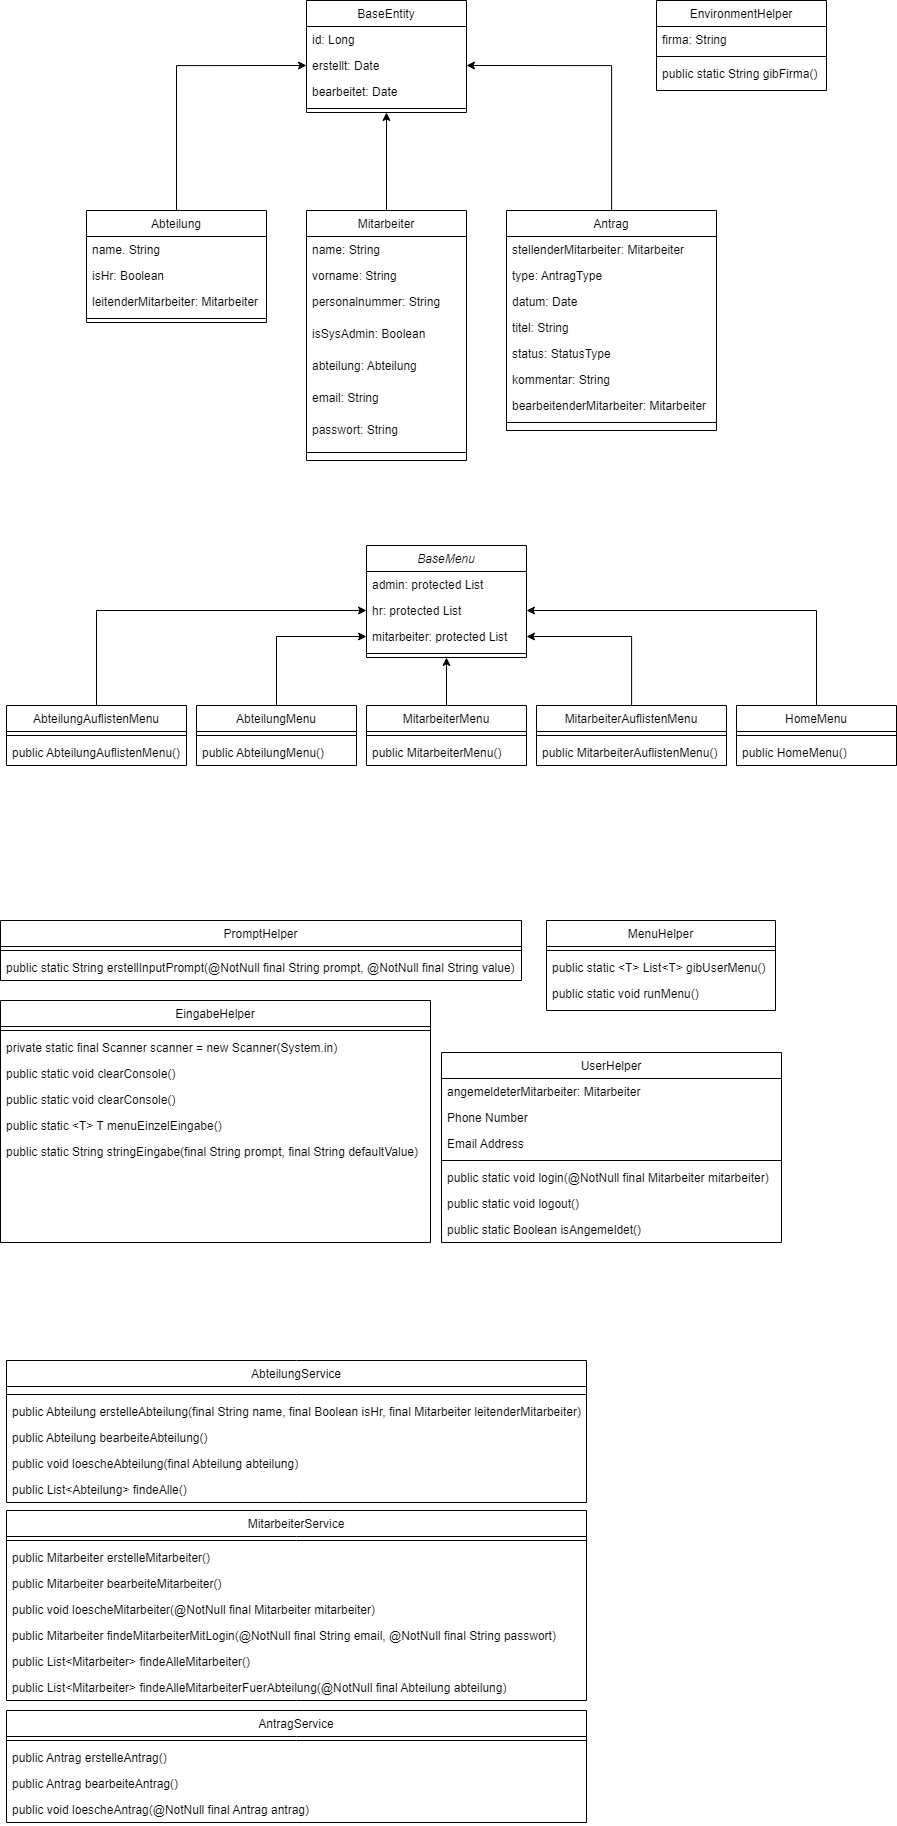 BaseEntity
id: Long
erstellt: Date
bearbeitet: Date
EnvironmentHelper
firma: String
public static String gibFirma()
Abteilung
name. String
isHr: Boolean
leitenderMitarbeiter: Mitarbeiter
Mitarbeiter
name: String
vorname: String
personalnummer: String
isSysAdmin: Boolean
abteilung: Abteilung
email: String
passwort: String
Antrag
stellenderMitarbeiter: Mitarbeiter
type: AntragType
datum: Date
titel: String
status: StatusType
kommentar: String
bearbeitenderMitarbeiter: Mitarbeiter
BaseMenu
admin: protected List
hr: protected List
mitarbeiter: protected List
AbteilungAuflistenMenu
public AbteilungAuflistenMenu()
AbteilungMenu
public AbteilungMenu()
MitarbeiterMenu
public MitarbeiterMenu()
MitarbeiterAuflistenMenu
public MitarbeiterAuflistenMenu()
HomeMenu
public HomeMenu()
PromptHelper
public static String erstellInputPrompt(@NotNull final String prompt, @NotNull final String value)
MenuHelper
public static <T> List<T> gibUserMenu()
public static void runMenu()
EingabeHelper
private static final Scanner scanner = new Scanner(System.in)
public static void clearConsole()
public static void clearConsole()
public static <T> T menuEinzelEingabe()
public static String stringEingabe(final String prompt, final String defaultValue)
UserHelper
angemeldeterMitarbeiter: Mitarbeiter
Phone Number
Email Address
public static void login(@NotNull final Mitarbeiter mitarbeiter)
public static void logout()
public static Boolean isAngemeldet()
AbteilungService
public Abteilung erstelleAbteilung(final String name, final Boolean isHr, final Mitarbeiter leitenderMitarbeiter)
public Abteilung bearbeiteAbteilung()
public void loescheAbteilung(final Abteilung abteilung)
public List<Abteilung> findeAlle()
MitarbeiterService
public Mitarbeiter erstelleMitarbeiter()
public Mitarbeiter bearbeiteMitarbeiter()
public void loescheMitarbeiter(@NotNull final Mitarbeiter mitarbeiter)
public Mitarbeiter findeMitarbeiterMitLogin(@NotNull final String email, @NotNull final String passwort)
public List<Mitarbeiter> findeAlleMitarbeiter()
public List<Mitarbeiter> findeAlleMitarbeiterFuerAbteilung(@NotNull final Abteilung abteilung)
AntragService
public Antrag erstelleAntrag()
public Antrag bearbeiteAntrag()
public void loescheAntrag(@NotNull final Antrag antrag)